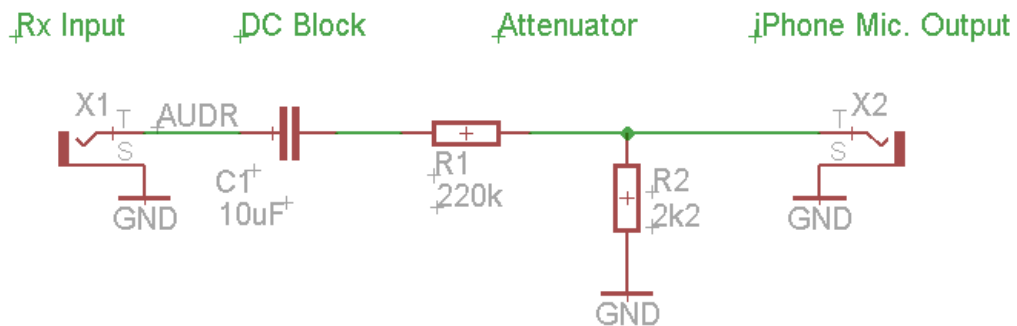 Rx Input
DC Block
Attenuator
iPhone Mic. Output
X1
T
AUDR
S
GND
C1
10uF
R1
220k
R2
2k2
GND
X2
T
S
GND